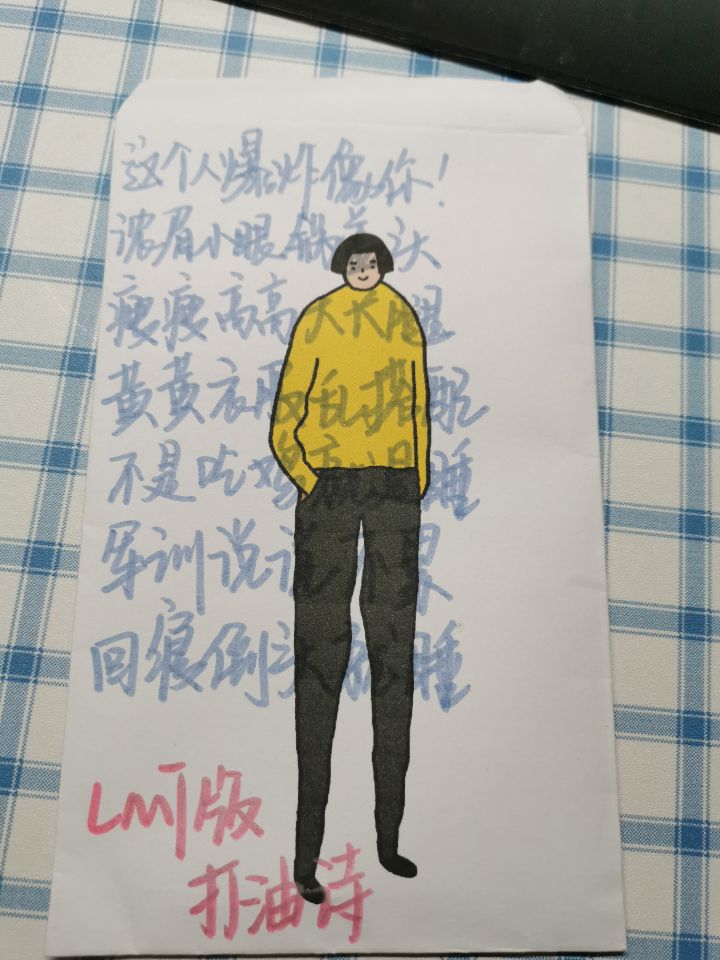 这个人爆炸像你!
浓眉小眼锅盖头
瘦瘦高高大长腿
黄黄衣服乱搭配
不是吃鸡就是睡
军训说说不累
回寝倒头就睡
LMT版
打油诗